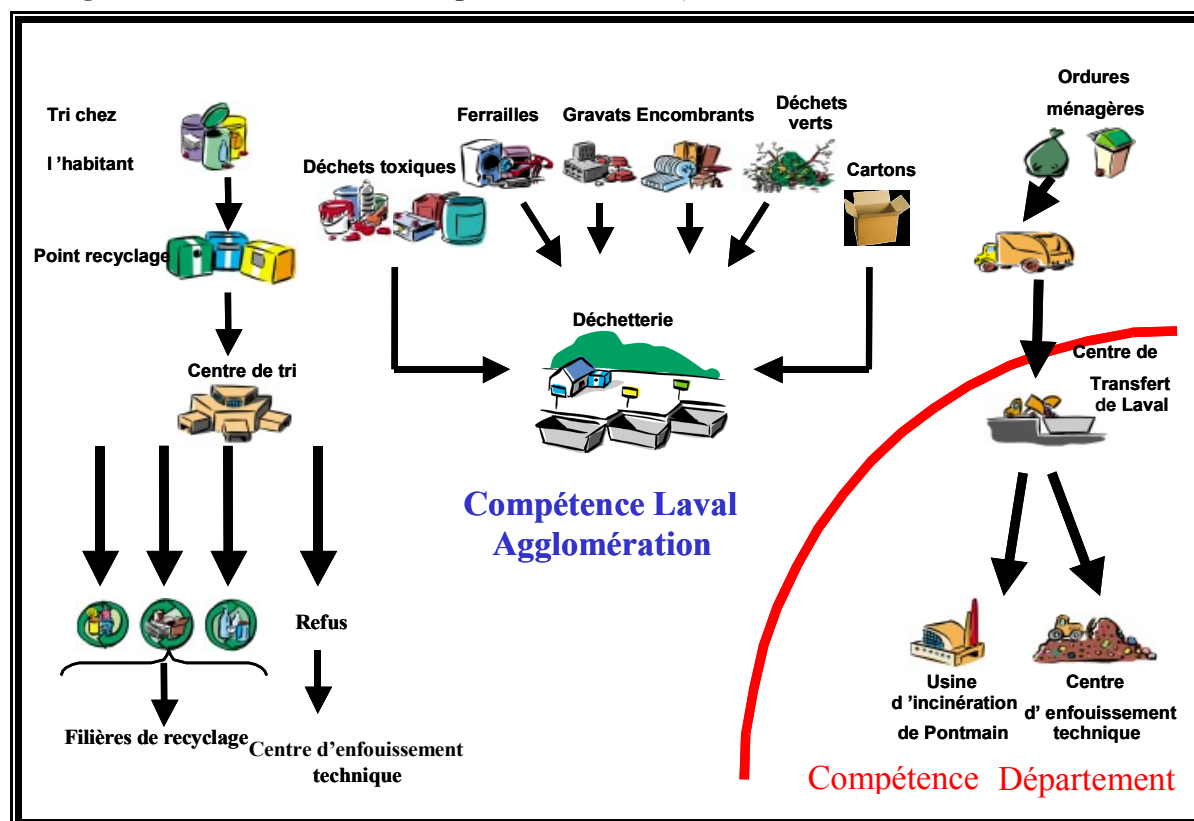 Tri chez
l 'habitant
Point recyclage
Centre de tri
Refus
Filières de recyclage
Centre d'enfouissement
technique
Déchets toxiques
Ferrailles
Gravats
Encombrants
Déchets
verts
Cartons
Déchetterie
Compétence Laval
Agglomération
Ordures
ménagères
Centre de
Transfert
de Laval
Usine
d 'incinération
de Pontmain
Centre
d' enfouissement
technique
Compétence Département